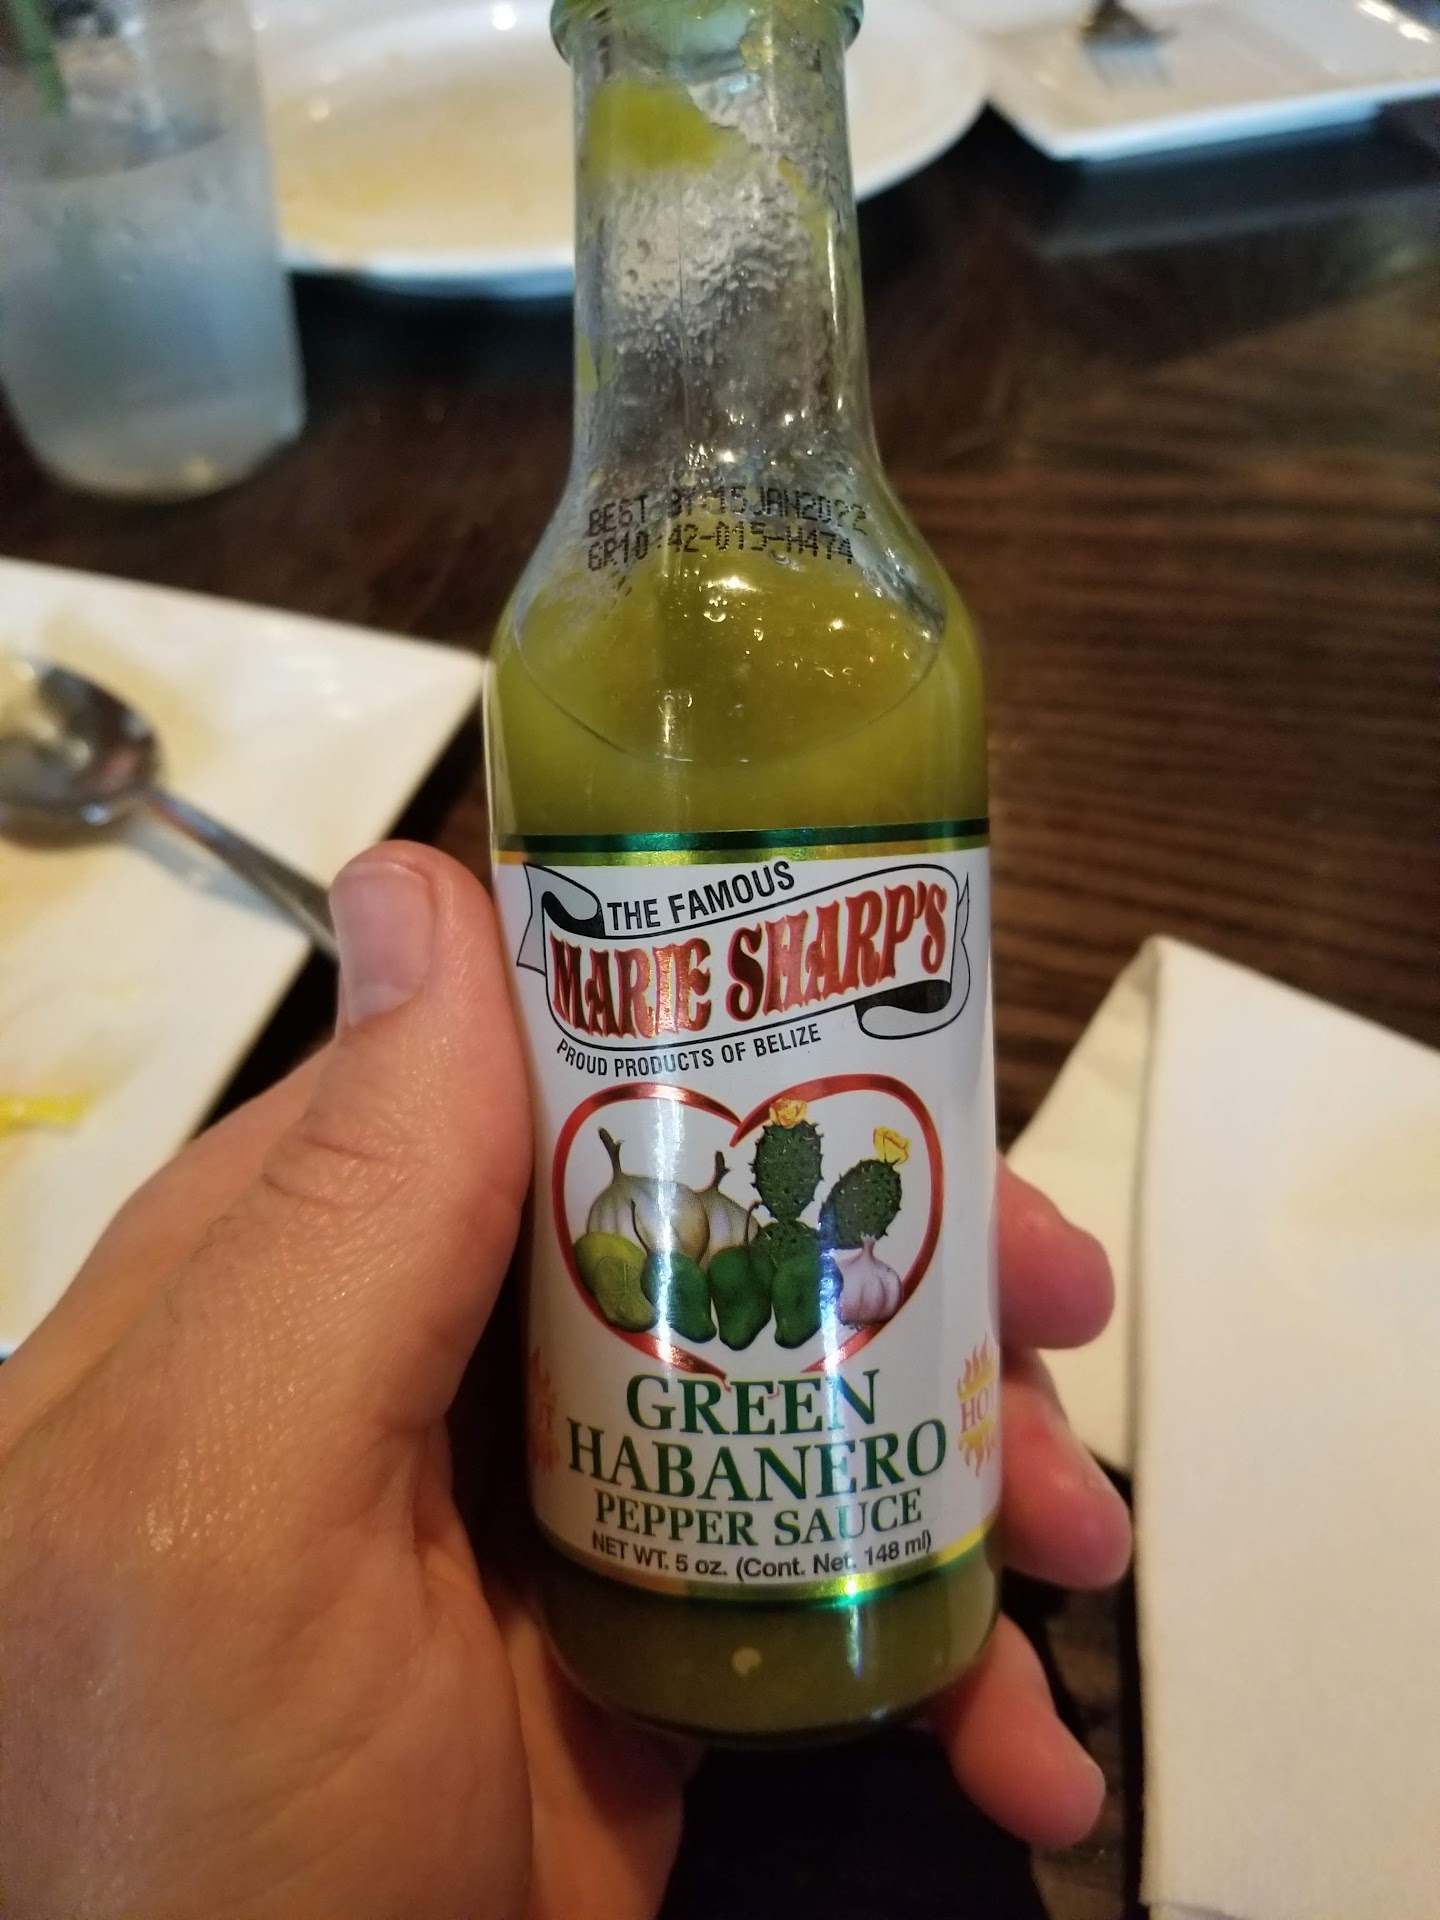 BEST BY 15JAN2022
GR10:42-015-H474
THE FAMOUS
MARIE SHARP'S
PROUD PRODUCTS OF BELIZE
GREEN
HABANERO
PEPPER SAUCE
NET WT. 5 oz. (Cont. Net. 148 ml)
HOT